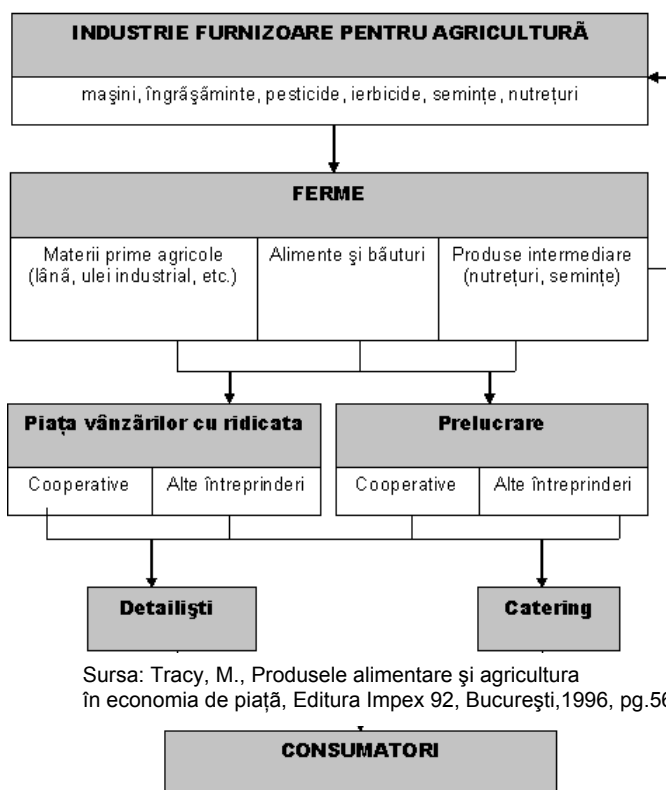 INDUSTRIE FURNIZOARE PENTRU AGRICULTURĂ
maşini, îngrăşăminte, pesticide, ierbicide, seminţe, nutreţuri
FERME
Materii prime agricole
(lână, ulei industrial, etc.)
Alimente şi băuturi
Produse intermediare
(nutreţuri, seminţe)
Piaţa vânzărilor cu ridicata
Prelucrare
Cooperative
Alte întreprinderi
Cooperative
Alte întreprinderi
Detailişti
Catering
Sursa: Tracy, M., Produsele alimentare şi agricultura
în economia de piaţă, Editura Impex 92, Bucureşti,1996, pg.56
CONSUMATORI